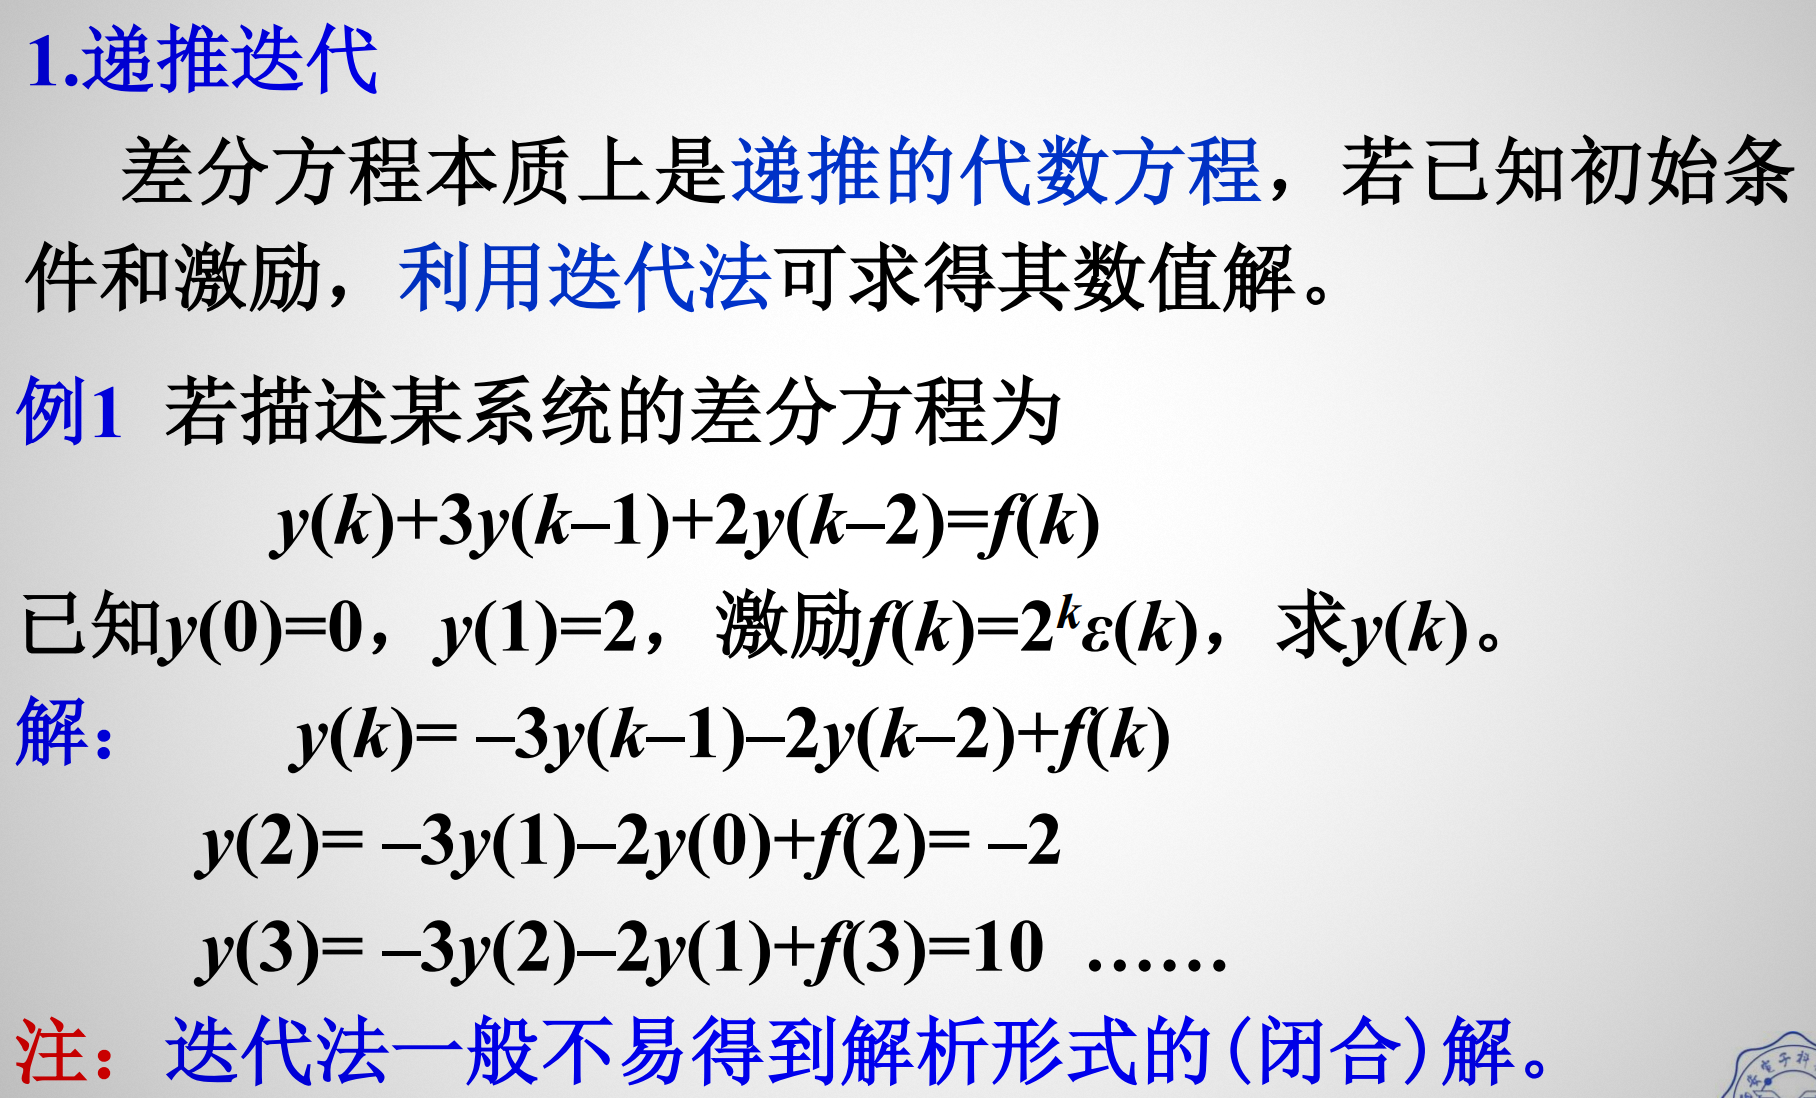 1.递推迭代
差分方程本质上是递推的代数方程，若已知初始条
件和激励，利用迭代法可求得其数值解。
例1 若描述某系统的差分方程为
y(k)+3y(k–1)+2y(k–2)=f(k)
已知y(0)=0，y(1)=2，激励f(k)=2^kε(k)，求y(k)。
解： y(k)= –3y(k–1)–2y(k–2)+f(k)
y(2)= –3y(1)–2y(0)+f(2)= –2
y(3)= –3y(2)–2y(1)+f(3)=10 ……
注：迭代法一般不易得到解析形式的(闭合)解。